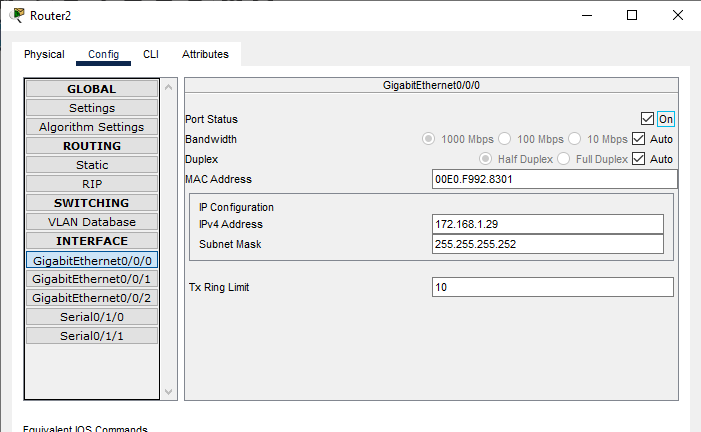 Router2
Physical Config CLI Attributes
GLOBAL
Settings
Algorithm Settings
ROUTING
Static
RIP
SWITCHING
VLAN Database
INTERFACE
GigabitEthernet0/0/0
GigabitEthernet0/0/1
GigabitEthernet0/0/2
Serial0/1/0
Serial0/1/1
GigabitEthernet0/0/0
Port Status On
Bandwidth 1000 Mbps 100 Mbps 10 Mbps Auto
Duplex Half Duplex Full Duplex Auto
MAC Address 00E0.F992.8301
IP Configuration
IPv4 Address 172.168.1.29
Subnet Mask 255.255.255.252
Tx Ring Limit 10
Equivalent IOS Commands